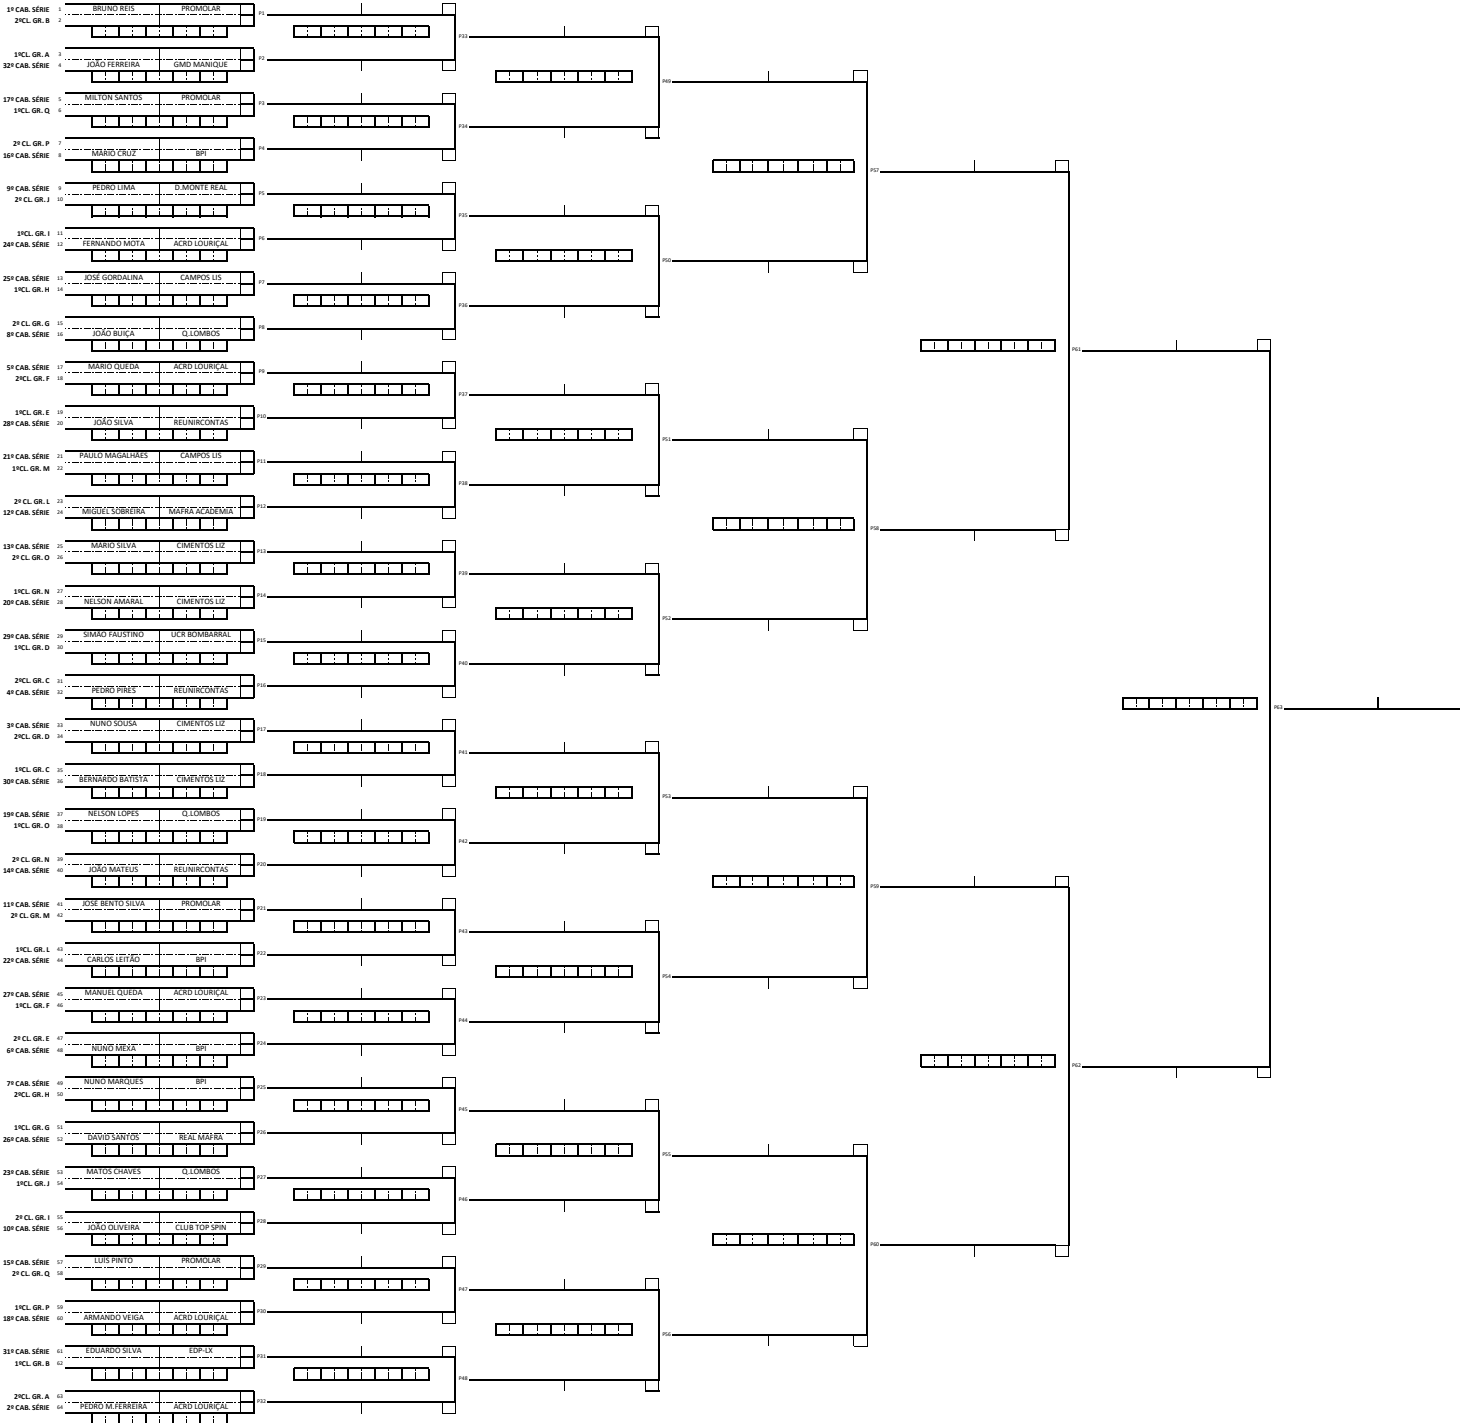 1º CAB. SÉRIE 1 BRUNO REIS PROMOLAR
P1
2ºCL. GR. B 2
P33
1ºCL. GR. A 3
P2
32º CAB. SÉRIE 4 JOÃO FERREIRA GMD MANIQUE
P49
17º CAB. SÉRIE 5 MILTON SANTOS PROMOLAR
P3
1ºCL. GR. Q 6
P34
2º CL. GR. P 7
P4
16º CAB. SÉRIE 8 MÁRIO CRUZ BPI
P57
9º CAB. SÉRIE 9 PEDRO LIMA D.MONTE REAL
P5
2º CL. GR. J 10
P35
1ºCL. GR. I 11
P6
24º CAB. SÉRIE 12 FERNANDO MOTA ACRD LOURIÇAL
P50
25º CAB. SÉRIE 13 JOSÉ GORDALINA CAMPOS LIS
P7
1ºCL. GR. H 14
P36
2º CL. GR. G 15
P8
8º CAB. SÉRIE 16 JOÃO BUIÇA Q.LOMBOS
P61
5º CAB. SÉRIE 17 MÁRIO QUEDA ACRD LOURIÇAL
P9
2ºCL. GR. F 18
P37
1ºCL. GR. E 19
P10
28º CAB. SÉRIE 20 JOÃO SILVA REUNIRCONTAS
P51
21º CAB. SÉRIE 21 PAULO MAGALHÃES CAMPOS LIS
P11
1ºCL. GR. M 22
P38
2º CL. GR. L 23
P12
12º CAB. SÉRIE 24 MIGUEL SOBREIRA MAFRA ACADEMIA
P58
13º CAB. SÉRIE 25 MÁRIO SILVA CIMENTOS LIZ
P13
2º CL. GR. O 26
P39
1ºCL. GR. N 27
P14
20º CAB. SÉRIE 28 NELSON AMARAL CIMENTOS LIZ
P52
29º CAB. SÉRIE 29 SIMÃO FAUSTINO UCR BOMBARRAL
P15
1ºCL. GR. D 30
P40
2ºCL. GR. C 31
P16
4º CAB. SÉRIE 32 PEDRO PIRES REUNIRCONTAS
P63
3º CAB. SÉRIE 33 NUNO SOUSA CIMENTOS LIZ
P17
2ºCL. GR. D 34
P41
1ºCL. GR. C 35
P18
30º CAB. SÉRIE 36 BERNARDO BATISTA CIMENTOS LIZ
P53
19º CAB. SÉRIE 37 NELSON LOPES Q.LOMBOS
P19
1ºCL. GR. O 38
P42
2º CL. GR. N 39
P20
14º CAB. SÉRIE 40 JOÃO MATEUS REUNIRCONTAS
P59
11º CAB. SÉRIE 41 JOSÉ BENTO SILVA PROMOLAR
P21
2º CL. GR. M 42
P43
1ºCL. GR. L 43
P22
22º CAB. SÉRIE 44 CARLOS LEITÃO BPI
P54
27º CAB. SÉRIE 45 MANUEL QUEDA ACRD LOURIÇAL
P23
1ºCL. GR. F 46
P44
2º CL. GR. E 47
P24
6º CAB. SÉRIE 48 NUNO MEXA BPI
P62
7º CAB. SÉRIE 49 NUNO MARQUES BPI
P25
2ºCL. GR. H 50
P45
1ºCL. GR. G 51
P26
26º CAB. SÉRIE 52 DAVID SANTOS REAL MAFRA
P55
23º CAB. SÉRIE 53 MATOS CHAVES Q.LOMBOS
P27
1ºCL. GR. J 54
P46
2º CL. GR. I 55
P28
10º CAB. SÉRIE 56 JOÃO OLIVEIRA CLUB TOP SPIN
P60
15º CAB. SÉRIE 57 LUÍS PINTO PROMOLAR
P29
2º CL. GR. Q 58
P47
1ºCL. GR. P 59
P30
18º CAB. SÉRIE 60 ARMANDO VEIGA ACRD LOURIÇAL
P56
31º CAB. SÉRIE 61 EDUARDO SILVA EDP-LX
P31
1ºCL. GR. B 62
P48
2ºCL. GR. A 63
P32
2º CAB. SÉRIE 64 PEDRO M.FERREIRA ACRD LOURIÇAL